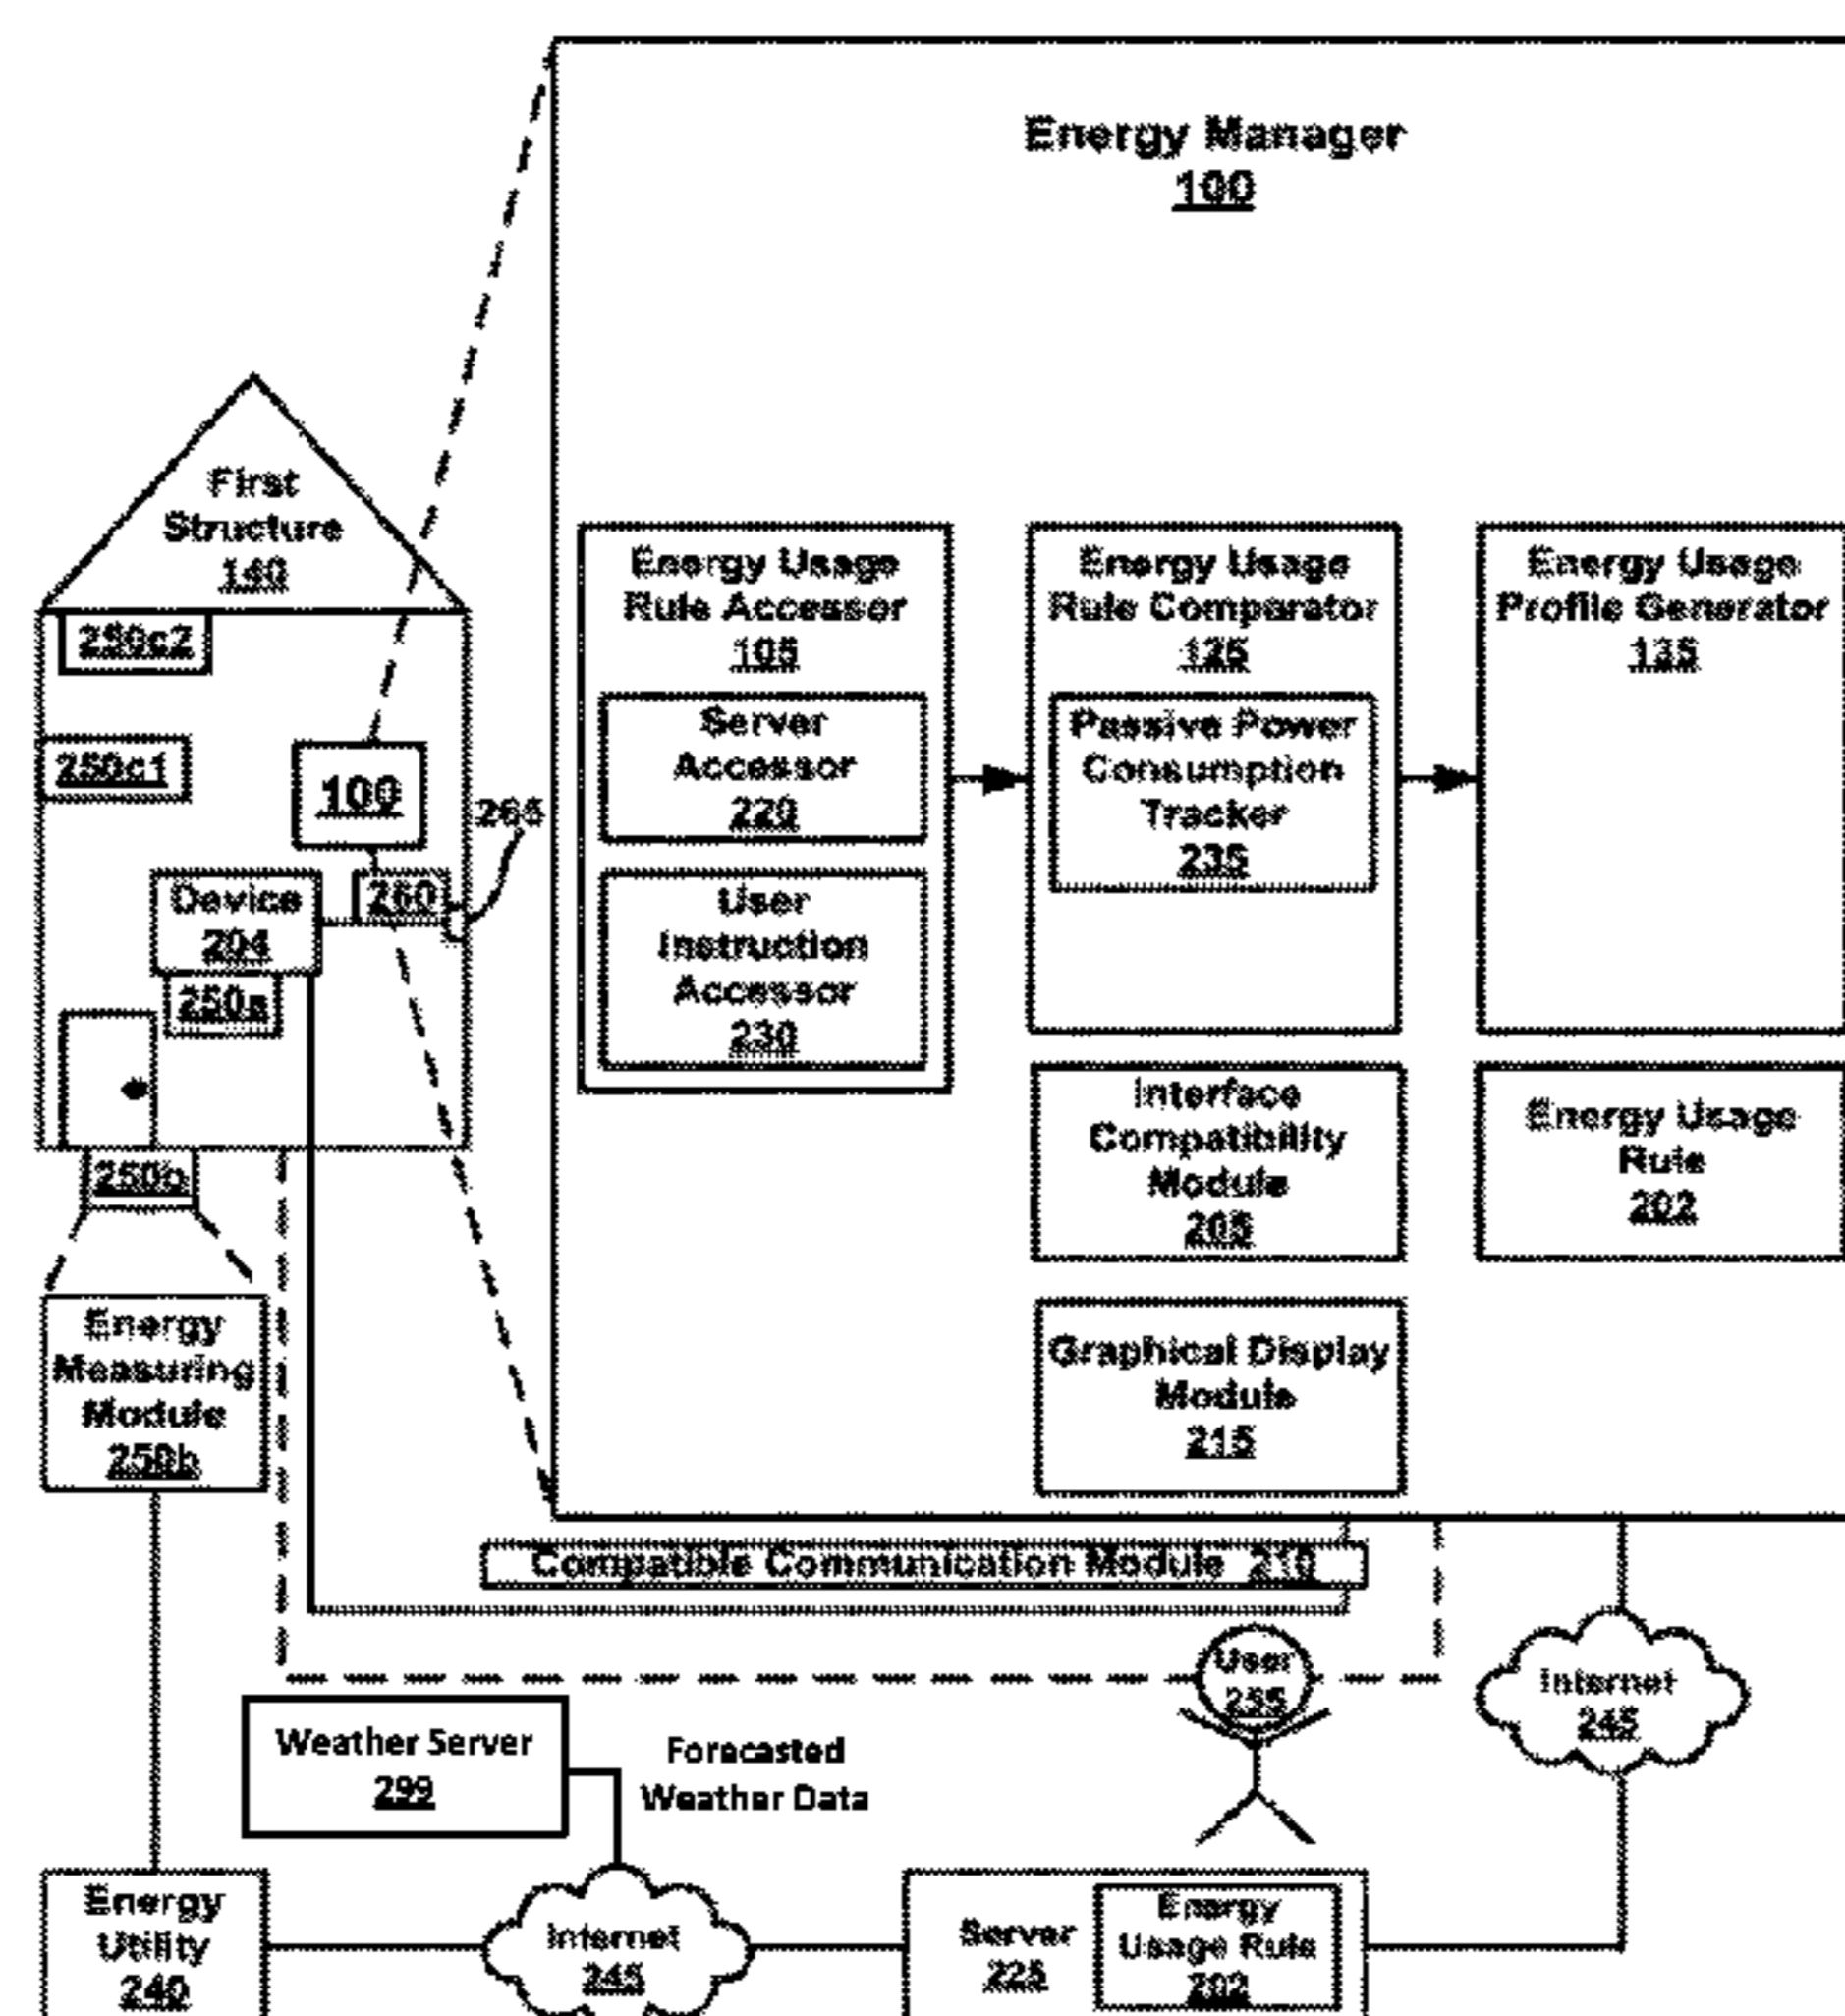 Energy Manager
100
First
Structure
140
250c2
250c1
100
265
Device
204
260
250a
250b
Energy Usage
Rule Accessor
105
Server
Accessor
220
User
Instruction
Accessor
230
Energy Usage
Rule Comparator
125
Passive Power
Consumption
Tracker
235
Energy Usage
Profile Generator
135
Interface
Compatibility
Module
205
Energy Usage
Rule
202
Graphical Display
Module
215
Energy
Measuring
Module
250b
Compatible Communication Module 210
User
255
Internet
245
Weather Server
299
Forecasted
Weather Data
Energy
Utility
240
Internet
245
Server
225
Energy
Usage Rule
202